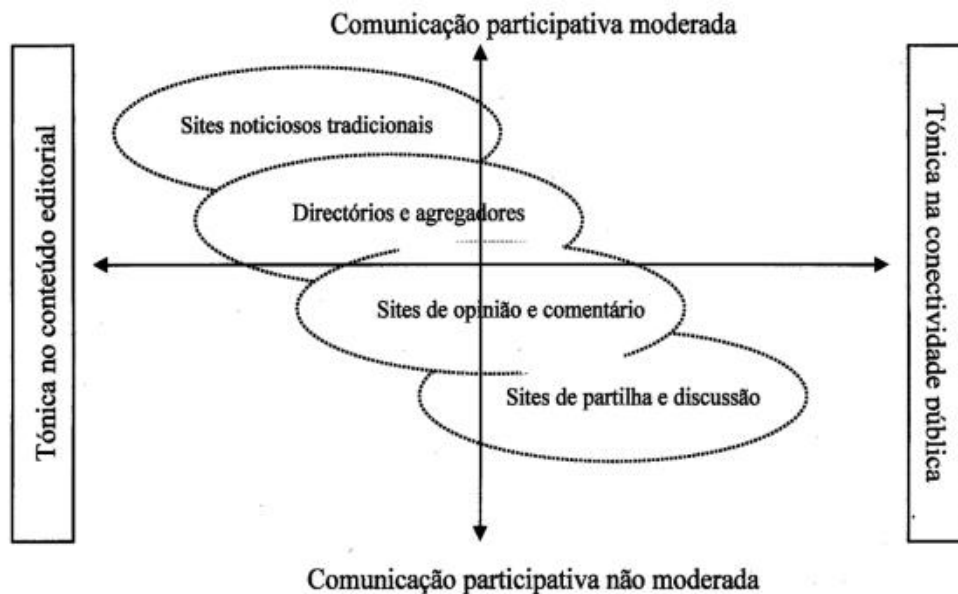 Comunicação participativa moderada
Tónica no conteúdo editorial
Sites noticiosos tradicionais
Directórios e agregadores
Sites de opinião e comentário
Sites de partilha e discussão
Tónica na conectividade pública
Comunicação participativa não moderada